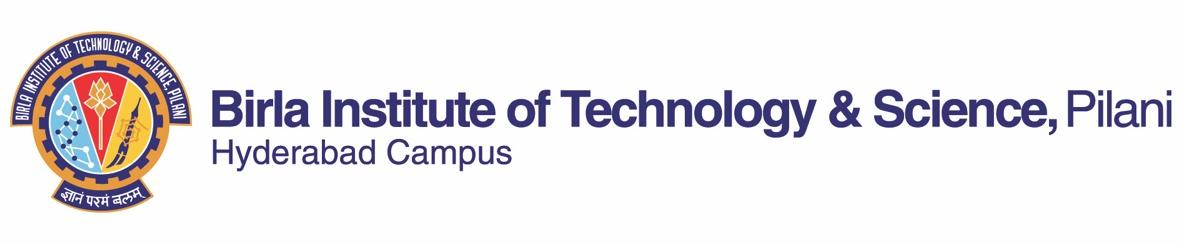 BIRLA INSTITUTE OF TECHNOLOGY & SCIENCE, PILANI
ज्ञानं परमं बलम्
Birla Institute of Technology & Science, Pilani
Hyderabad Campus